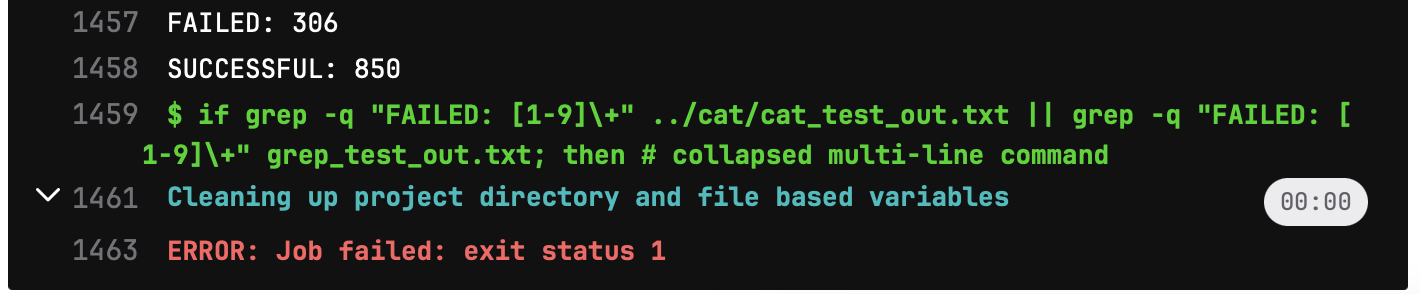 1457 FAILED: 306
1458 SUCCESSFUL: 850
1459 $ if grep -q "FAILED: [1-9]\+" ../cat/cat_test_out.txt || grep -q "FAILED: [
1-9]\+" grep_test_out.txt; then # collapsed multi-line command
1461 Cleaning up project directory and file based variables 00:00
1463 ERROR: Job failed: exit status 1